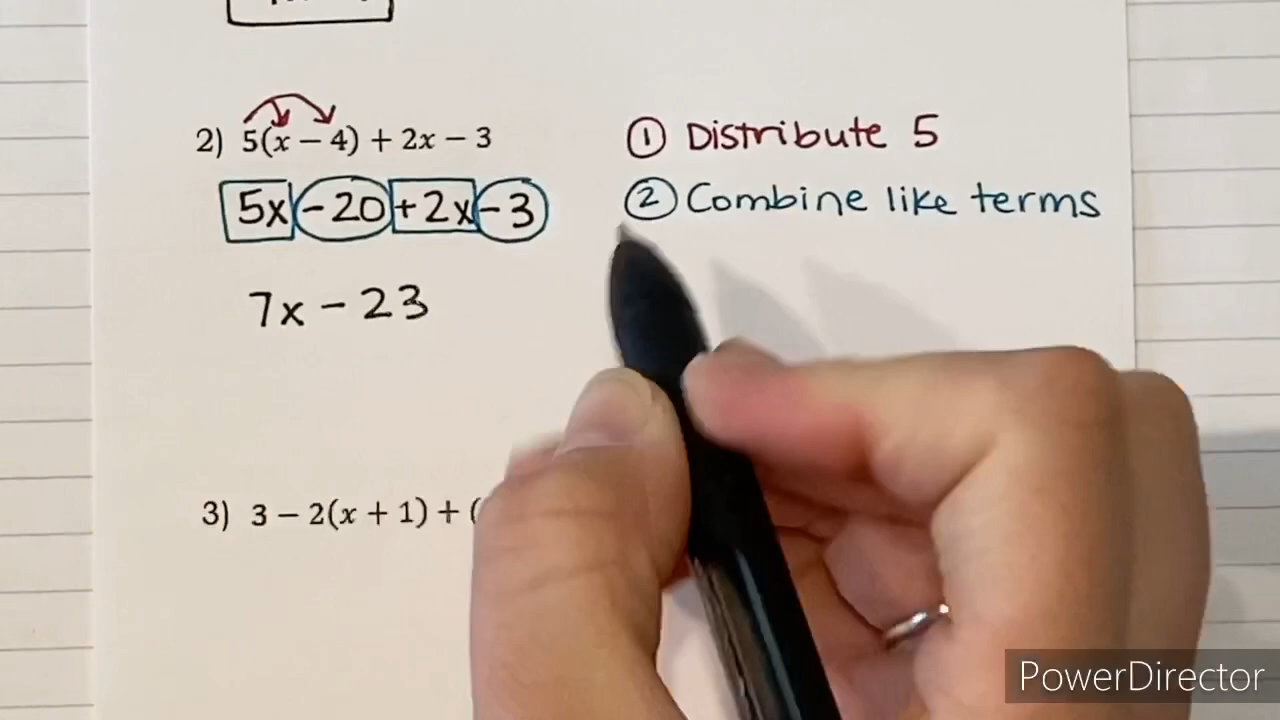 2) 5(x − 4) + 2x − 3
① Distribute 5
5x -20 +2x -3
② Combine like terms
7x - 23
3) 3 − 2(x + 1) + (
PowerDirector